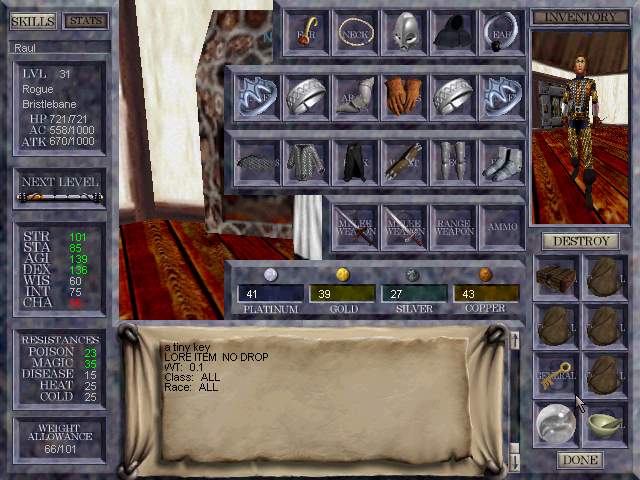 SKILLS STATS
Raul
LVL 31
Rogue
Bristlebane
HP 721/721
AC 558/1000
ATK 670/1000
NEXT LEVEL
STR 101
STA 85
AGI 139
DEX 136
WIS 60
INT 75
CHA
RESISTANCES
POISON 23
MAGIC 35
DISEASE 15
HEAT 25
COLD 25
WEIGHT
ALLOWANCE
66/101
EAR NECK EAR
MELEE WEAPON
MELEE WEAPON
RANGE WEAPON
AMMO
41 39 27 43
PLATINUM GOLD SILVER COPPER
a tiny key
LORE ITEM NO DROP
WT: 0.1
Class: ALL
Race: ALL
INVENTORY
DESTROY
GENERAL
DONE